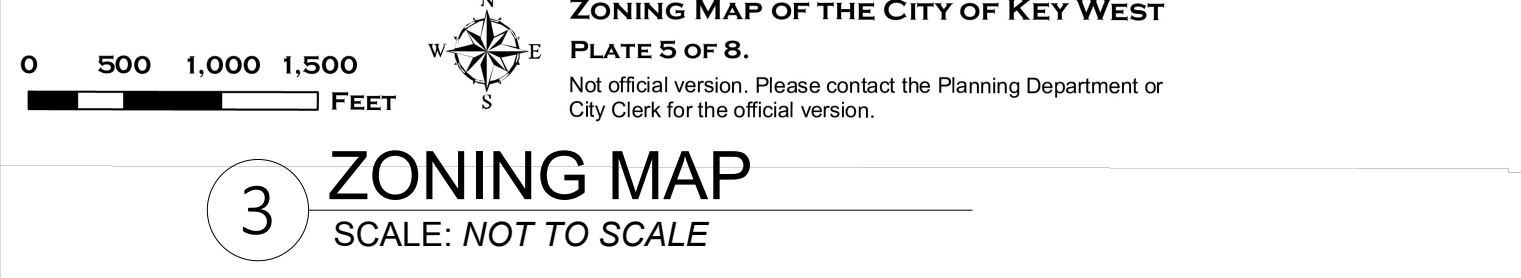 ZONING MAP OF THE CITY OF KEY WEST
PLATE 5 OF 8.
Not official version. Please contact the Planning Department or
City Clerk for the official version.
0 500 1,000 1,500
FEET
N
W E
S
3 ZONING MAP
SCALE: NOT TO SCALE